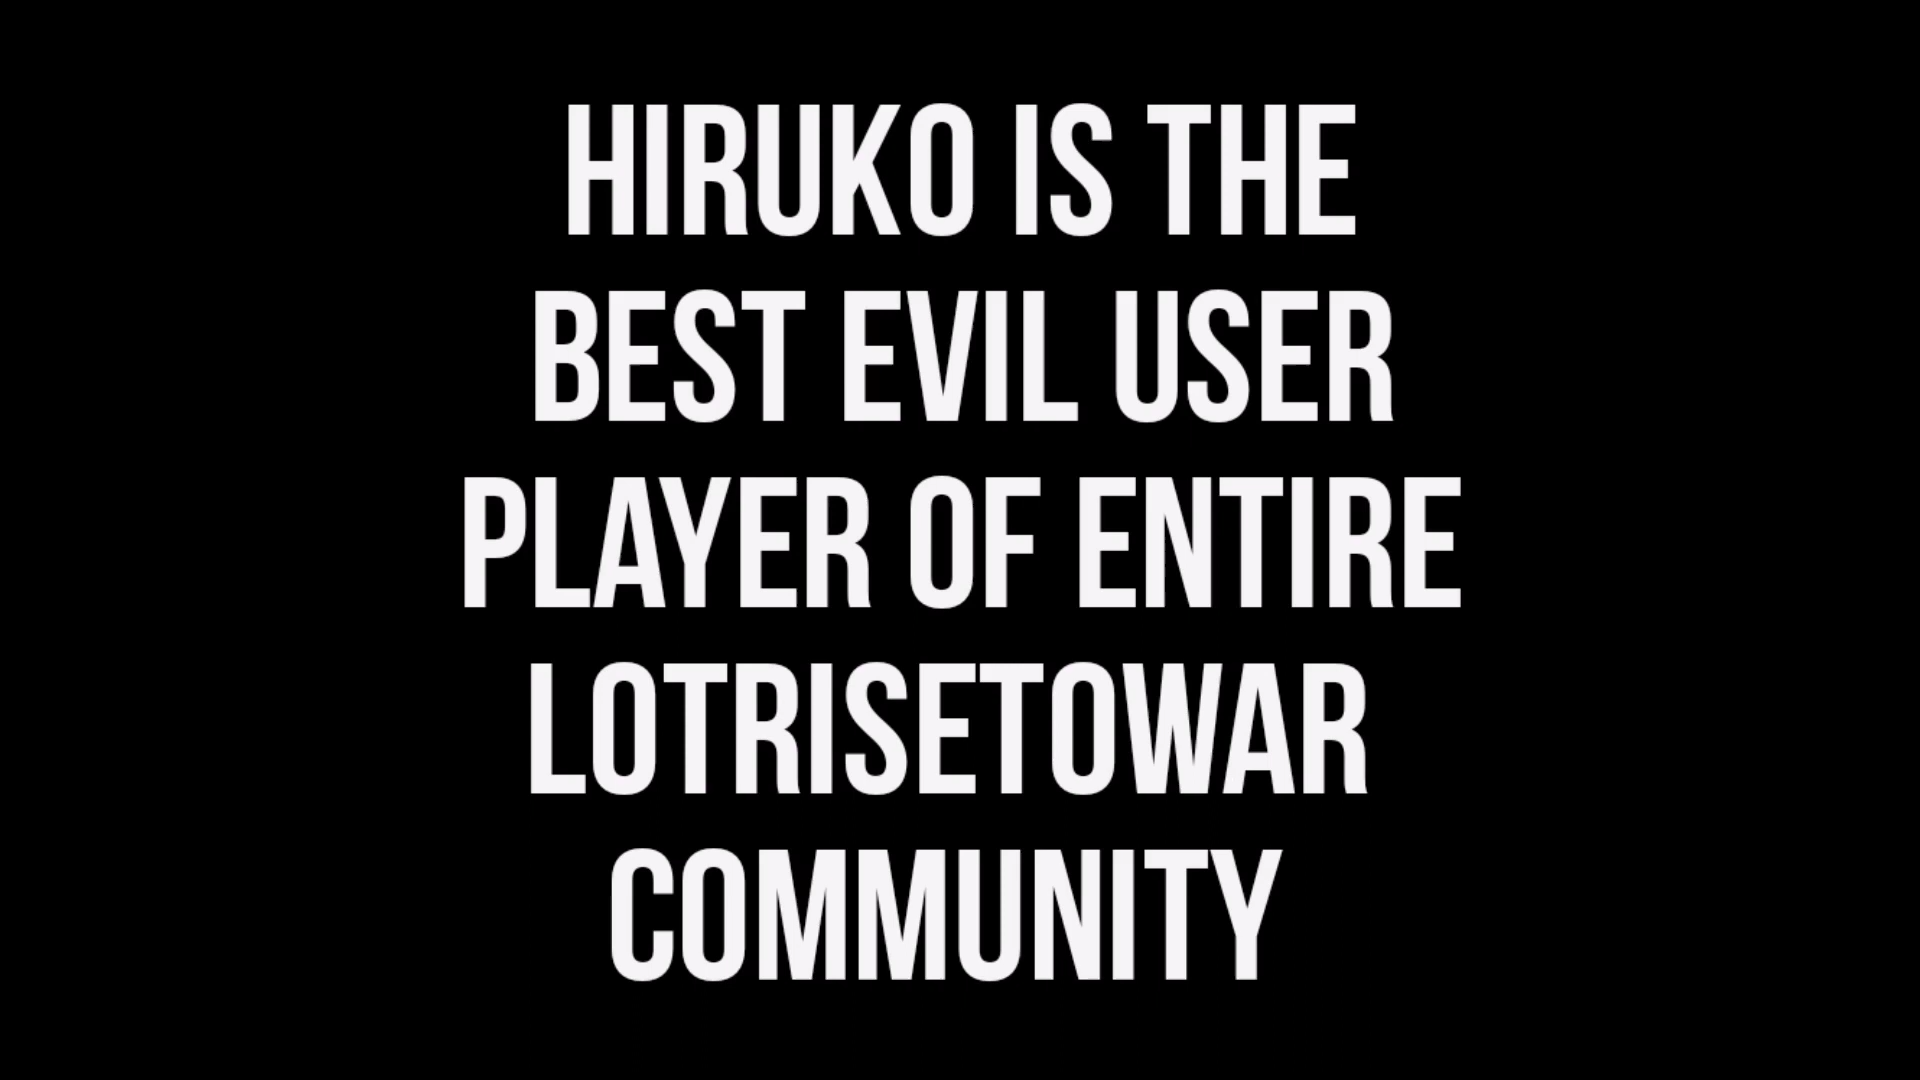 HIRUKO IS THE
BEST EVIL USER
PLAYER OF ENTIRE
LOTRISETOWAR
COMMUNITY